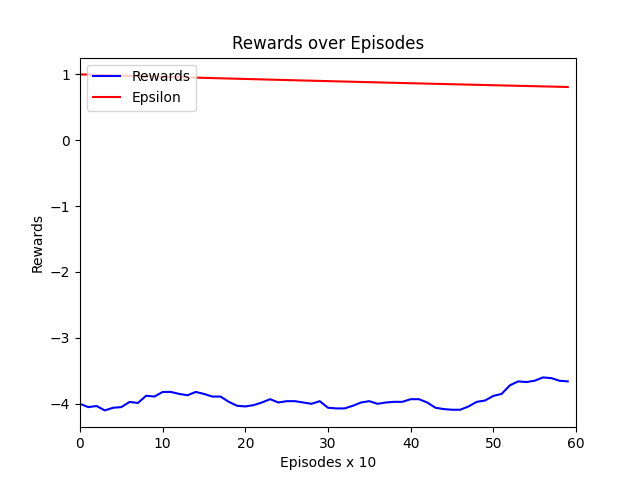 Rewards over Episodes
Rewards
Epsilon
1
0
−1
−2
−3
−4
Rewards
0 10 20 30 40 50 60
Episodes x 10